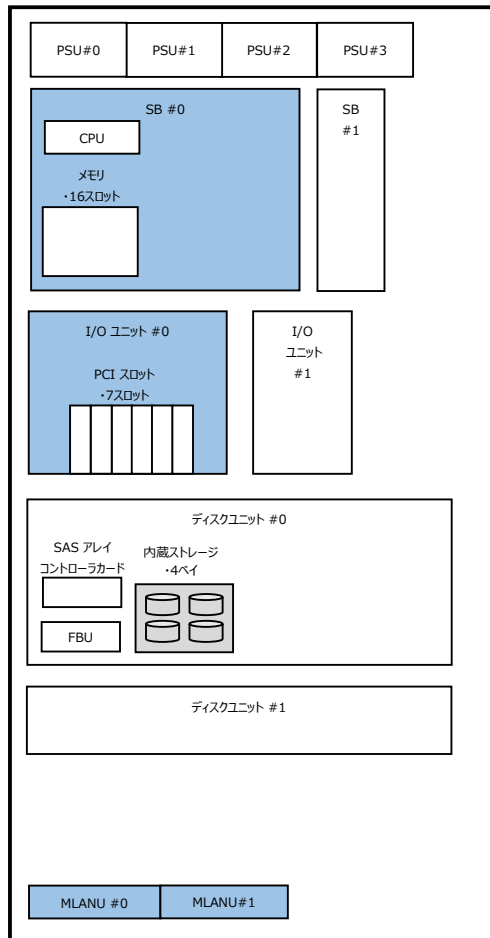 PSU#0
PSU#1
PSU#2
PSU#3
SB #0
CPU
メモリ
・16スロット
SB
#1
I/O ユニット #0
PCI スロット
・7スロット
I/O
ユニット
#1
ディスクユニット #0
SAS アレイ
コントローラカード
FBU
内蔵ストレージ
・4ベイ
ディスクユニット #1
MLANU #0
MLANU#1